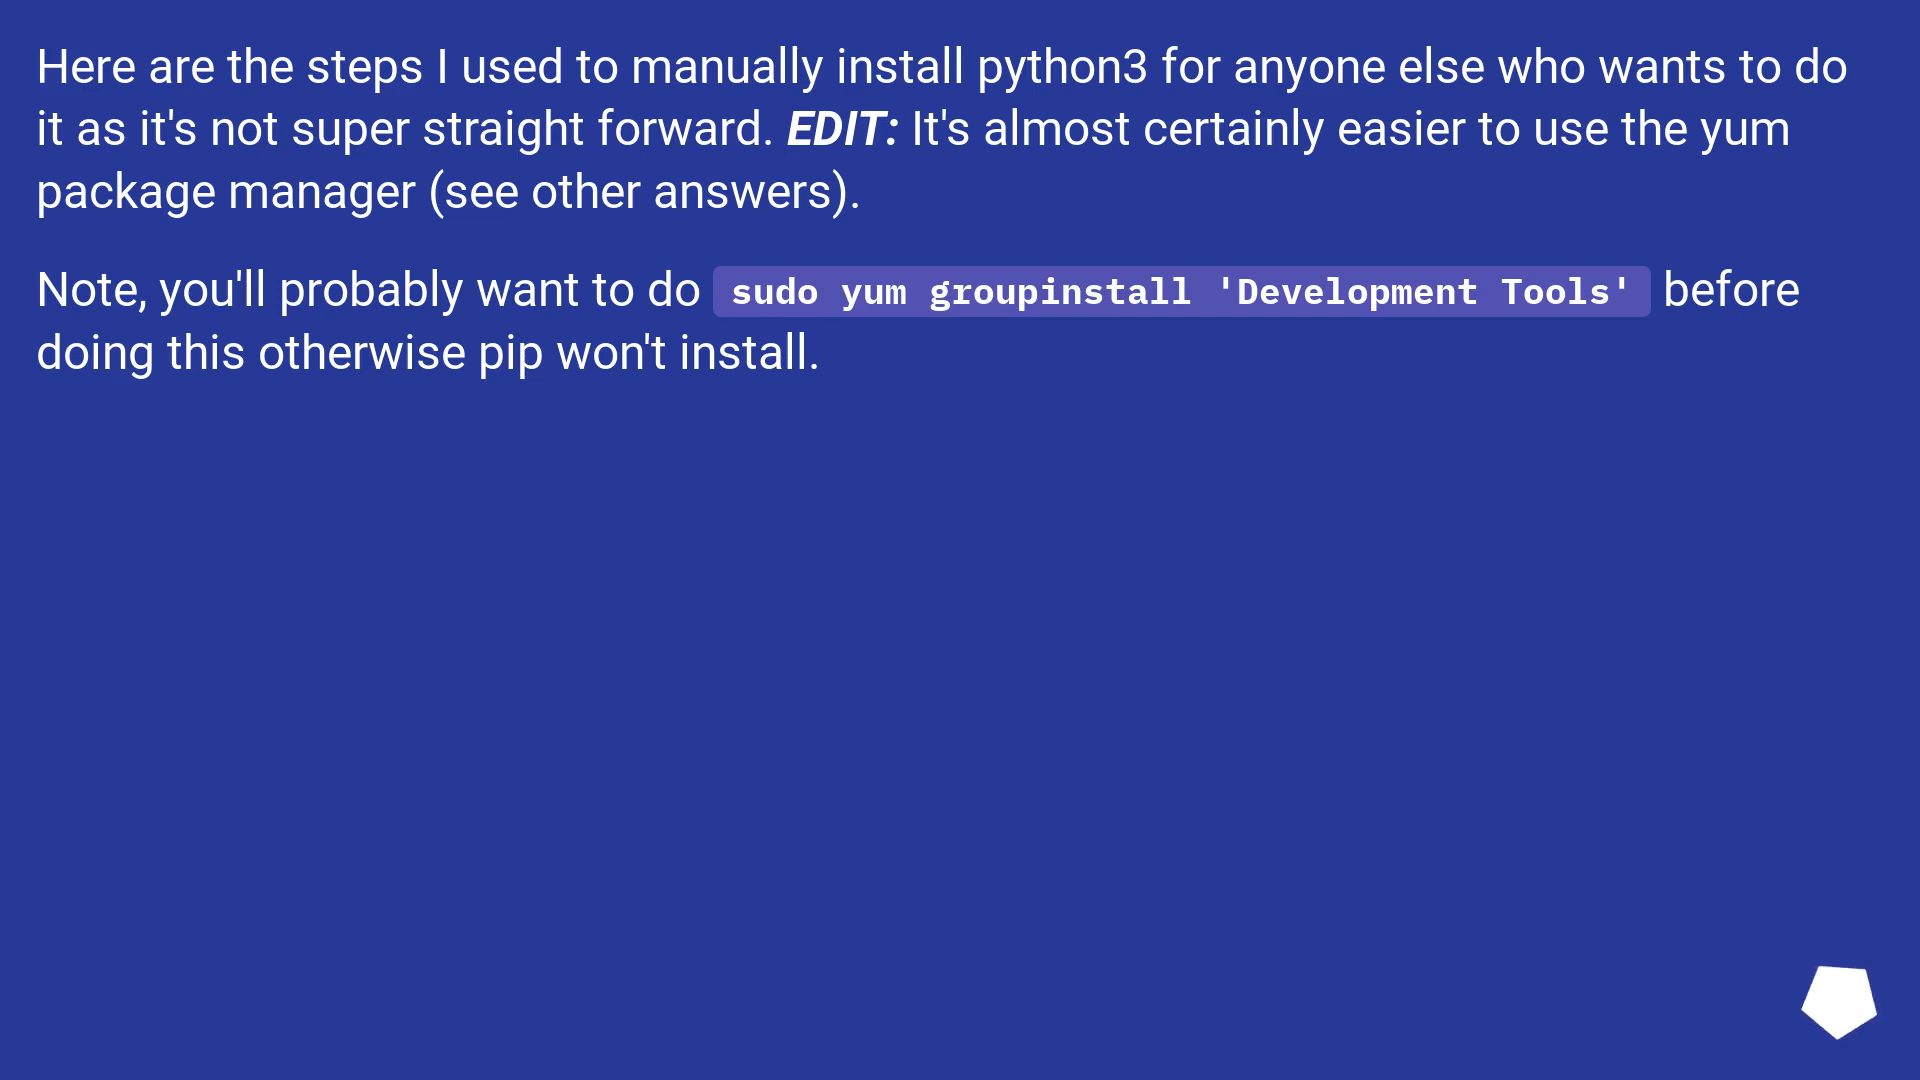 Here are the steps I used to manually install python3 for anyone else who wants to do
it as it's not super straight forward. EDIT: It's almost certainly easier to use the yum
package manager (see other answers).
Note, you'll probably want to do sudo yum groupinstall 'Development Tools' before
doing this otherwise pip won't install.